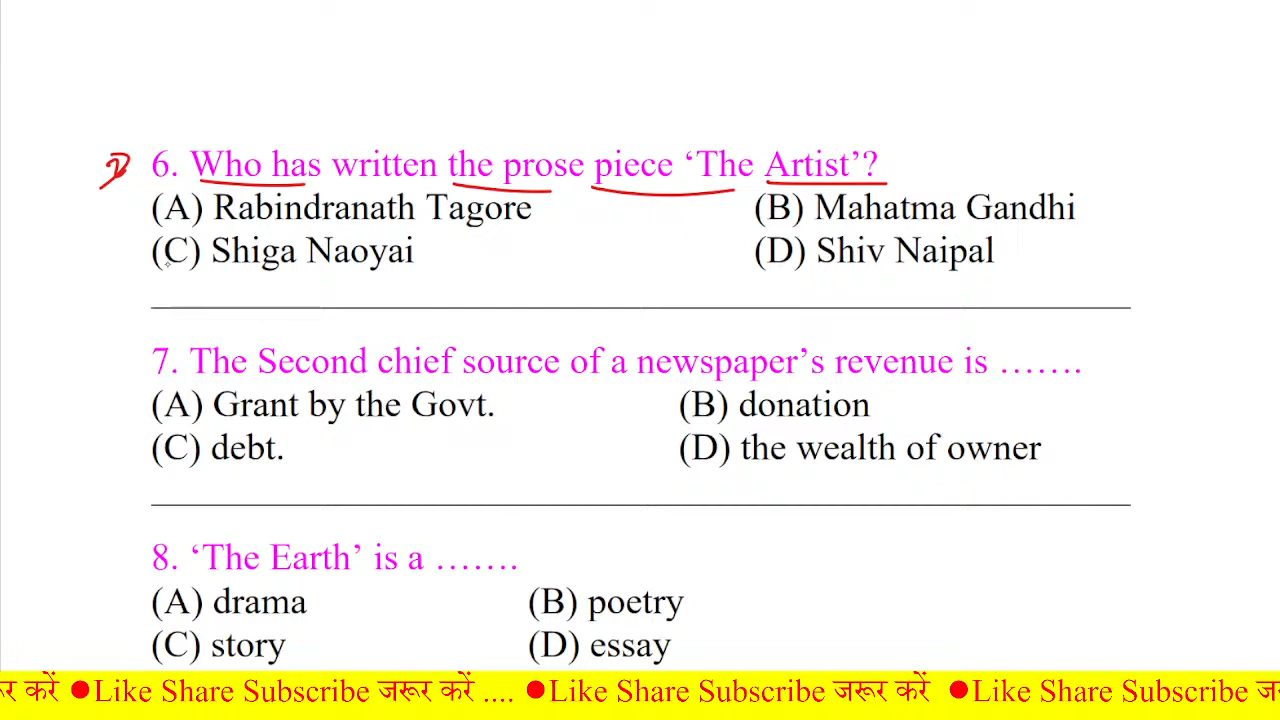 6. Who has written the prose piece ‘The Artist’?
(A) Rabindranath Tagore (B) Mahatma Gandhi
(C) Shiga Naoyai (D) Shiv Naipal
7. The Second chief source of a newspaper’s revenue is …….
(A) Grant by the Govt. (B) donation
(C) debt. (D) the wealth of owner
8. ‘The Earth’ is a …….
(A) drama (B) poetry
(C) story (D) essay
करें ●Like Share Subscribe जरूर करें .... ●Like Share Subscribe जरूर करें ●Like Share Subscribe